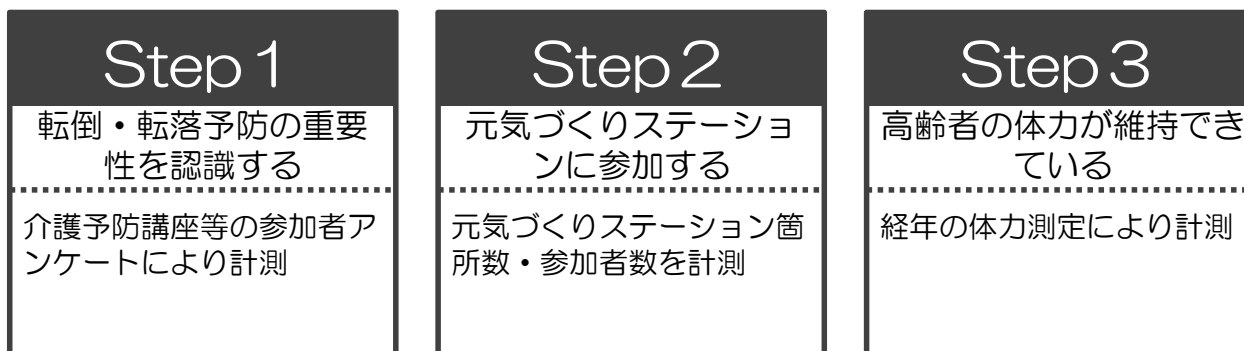 Step１
転倒・転落予防の重要
性を認識する
介護予防講座等の参加者ア
ンケートにより計測
Step２
元気づくりステーショ
ンに参加する
元気づくりステーション箇
所数・参加者数を計測
Step３
高齢者の体力が維持でき
ている
経年の体力測定により計測